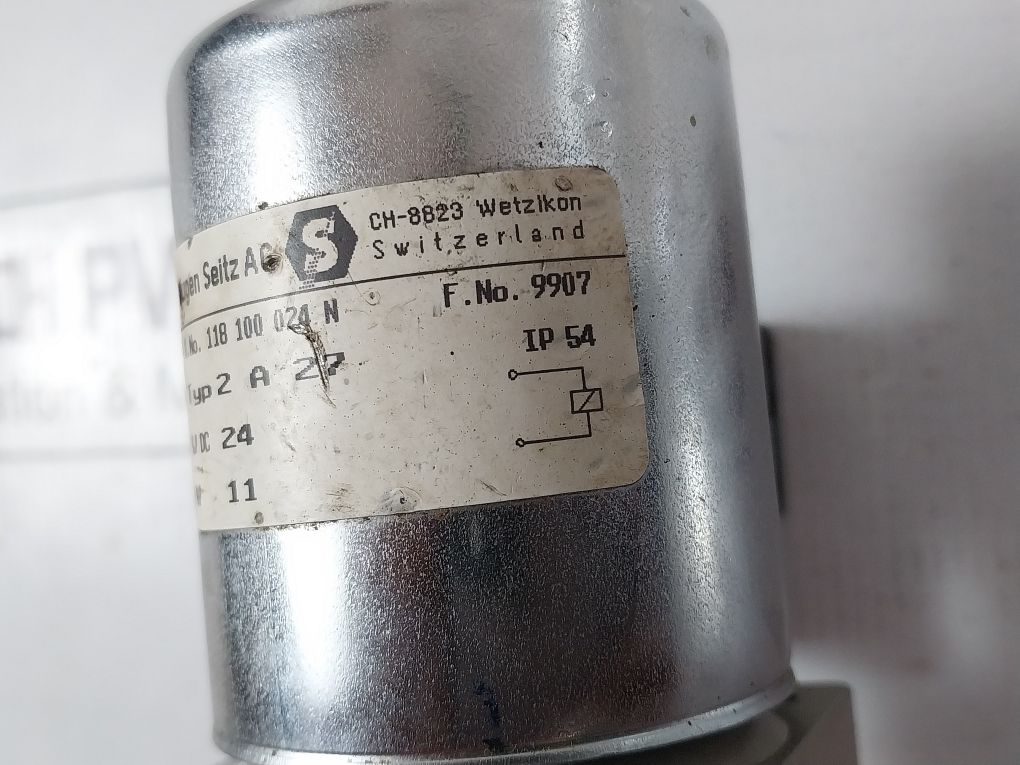 Seitz AG
S
CH-8823 Wetzikon
Switzerland
No. 118 100 024 N
F.No. 9907
Typ 2 A 27
IP 54
V DC 24
W 11